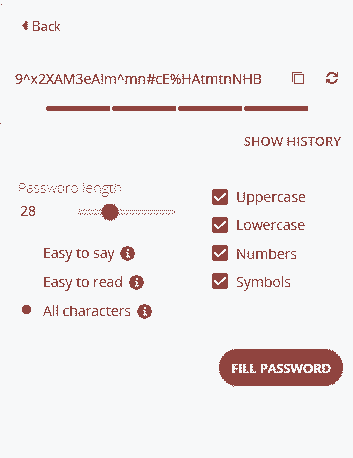 Back
9^x2XAM3eA!m^mn#cE%HAtmtnNHB
SHOW HISTORY
Password length
28
Uppercase
Lowercase
Numbers
Symbols
Easy to say
Easy to read
All characters
FILL PASSWORD